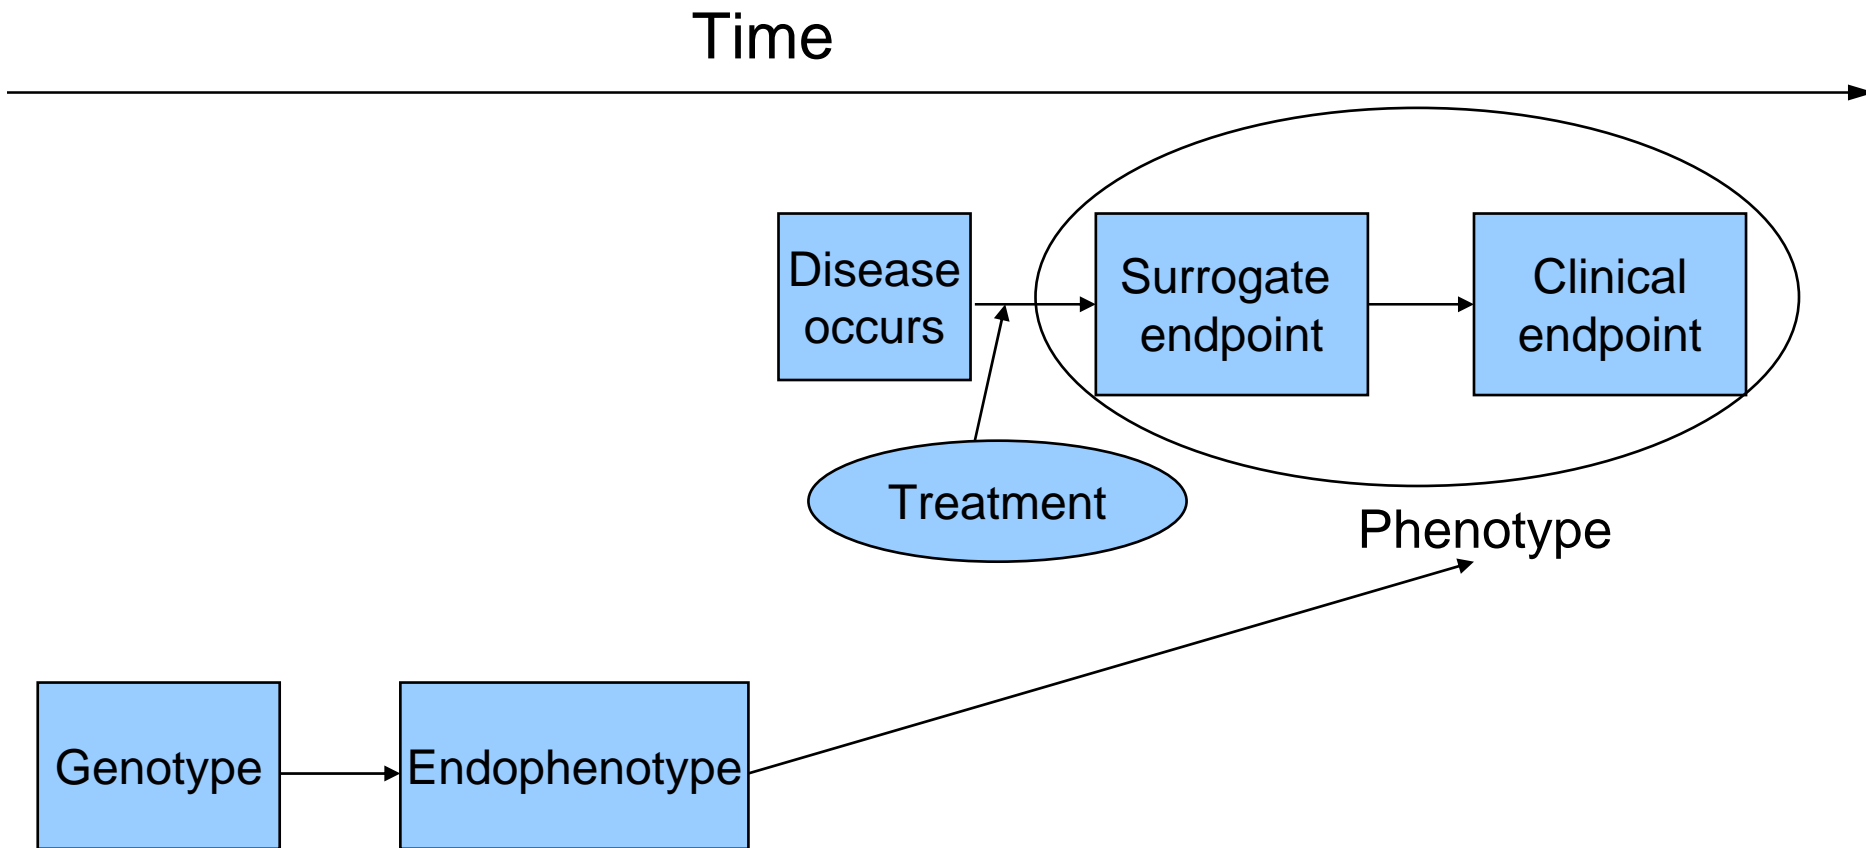 Time
Disease
occurs
Surrogate
endpoint
Clinical
endpoint
Treatment
Phenotype
Genotype
Endophenotype